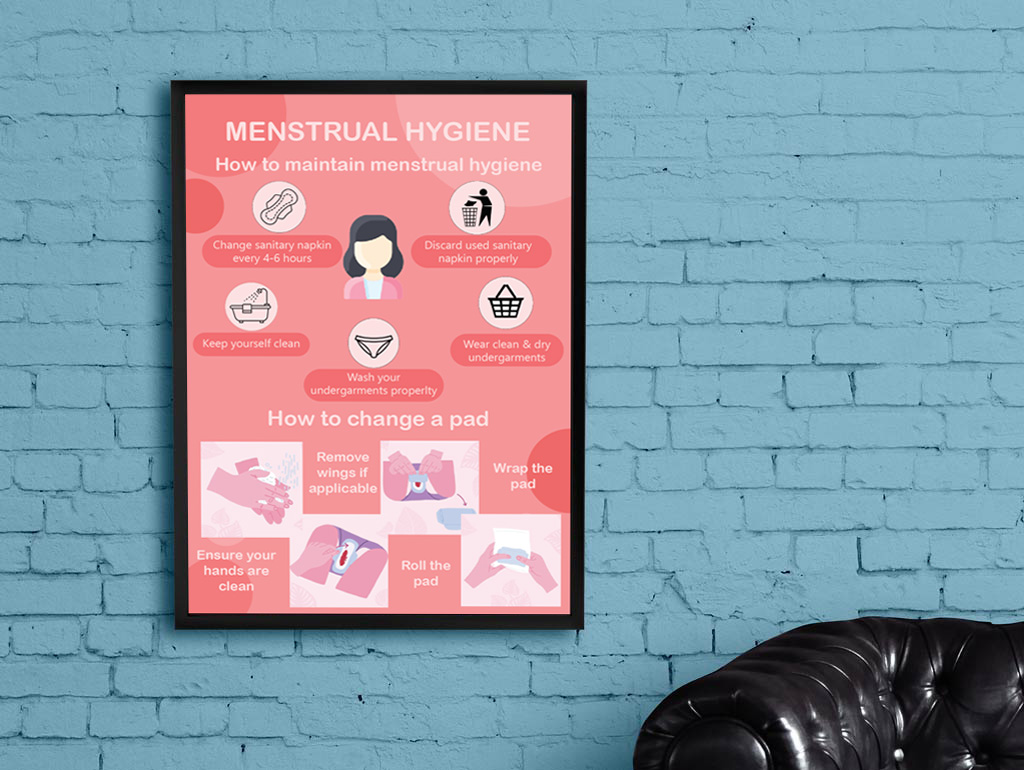 MENSTRUAL HYGIENE
How to maintain menstrual hygiene
Change sanitary napkin
every 4-6 hours
Discard used sanitary
napkin properly
Keep yourself clean
Wear clean & dry
undergarments
Wash your
undergarments properlty
How to change a pad
Remove
wings if
applicable
Wrap the
pad
Ensure your
hands are
clean
Roll the
pad